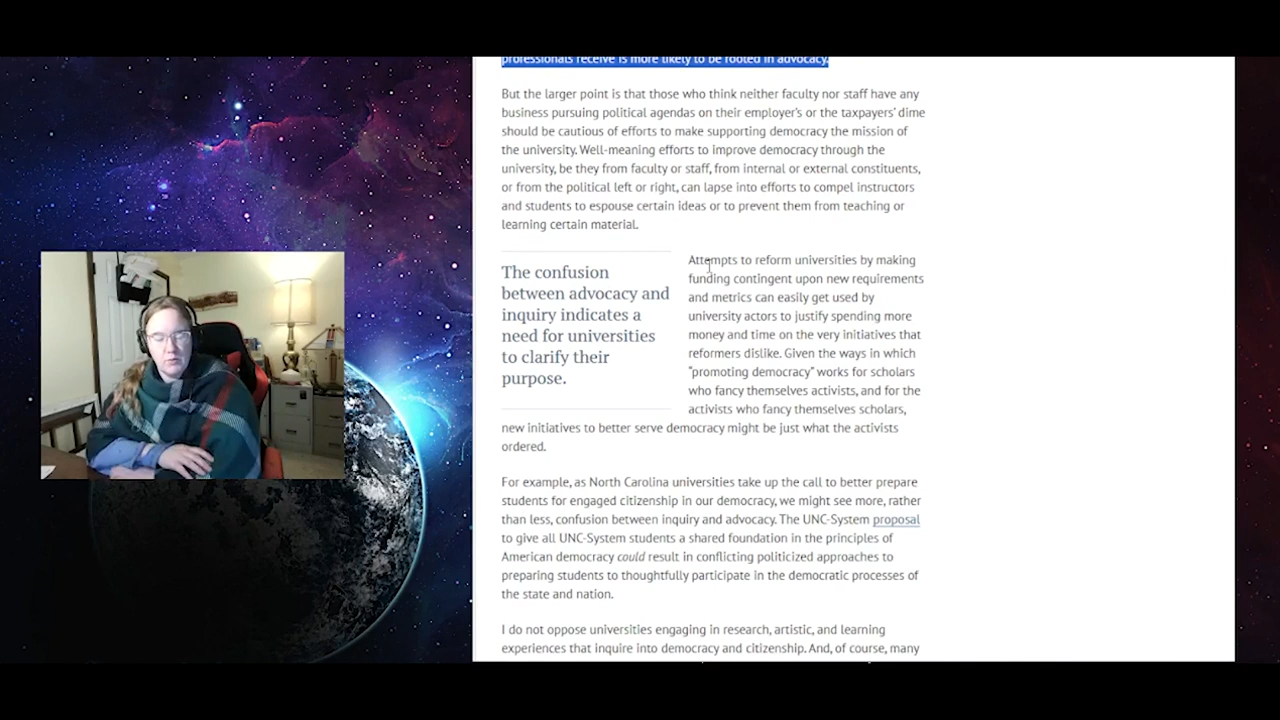 professionals receive is more likely to be rooted in advocacy.
But the larger point is that those who think neither faculty nor staff have any
business pursuing political agendas on their employer's or the taxpayers' dime
should be cautious of efforts to make supporting democracy the mission of
the university. Well-meaning efforts to improve democracy through the
university, be they from faculty or staff, from internal or external constituents,
or from the political left or right, can lapse into efforts to compel instructors
and students to espouse certain ideas or to prevent them from teaching or
learning certain material.
The confusion
between advocacy and
inquiry indicates a
need for universities
to clarify their
purpose.
Attempts to reform universities by making
funding contingent upon new requirements
and metrics can easily get used by
university actors to justify spending more
money and time on the very initiatives that
reformers dislike. Given the ways in which
"promoting democracy" works for scholars
who fancy themselves activists, and for the
activists who fancy themselves scholars,
new initiatives to better serve democracy might be just what the activists
ordered.
For example, as North Carolina universities take up the call to better prepare
students for engaged citizenship in our democracy, we might see more, rather
than less, confusion between inquiry and advocacy. The UNC-System proposal
to give all UNC-System students a shared foundation in the principles of
American democracy could result in conflicting politicized approaches to
preparing students to thoughtfully participate in the democratic processes of
the state and nation.
I do not oppose universities engaging in research, artistic, and learning
experiences that inquire into democracy and citizenship. And, of course, many